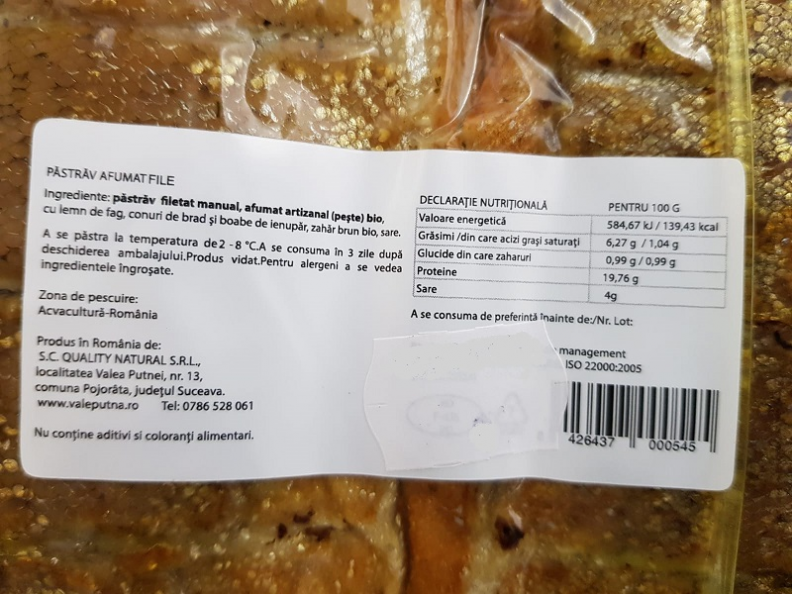 PĂSTRĂV AFUMAT FILE
Ingrediente: păstrăv filetat manual, afumat artizanal (pește) bio,
cu lemn de fag, conuri de brad și boabe de ienupăr, zahăr brun bio, sare.
A se păstra la temperatura de 2 - 8 °C.A se consuma în 3 zile după
deschiderea ambalajului.Produs vidat.Pentru alergeni a se vedea
ingredientele îngroșate.
Zona de pescuire:
Acvacultură-România
Produs în România de:
S.C. QUALITY NATURAL S.R.L.,
localitatea Valea Putnei, nr. 13,
comuna Pojorâta, județul Suceava.
www.valeputna.ro Tel: 0786 528 061
Nu conține aditivi si coloranți alimentari.
DECLARAȚIE NUTRIȚIONALĂ PENTRU 100 G
Valoare energetică 584,67 kJ / 139,43 kcal
Grăsimi /din care acizi grași saturați 6,27 g / 1,04 g
Glucide din care zaharuri 0,99 g / 0,99 g
Proteine 19,76 g
Sare 4g
A se consuma de preferință înainte de:/Nr. Lot:
management
ISO 22000:2005
426437 000545